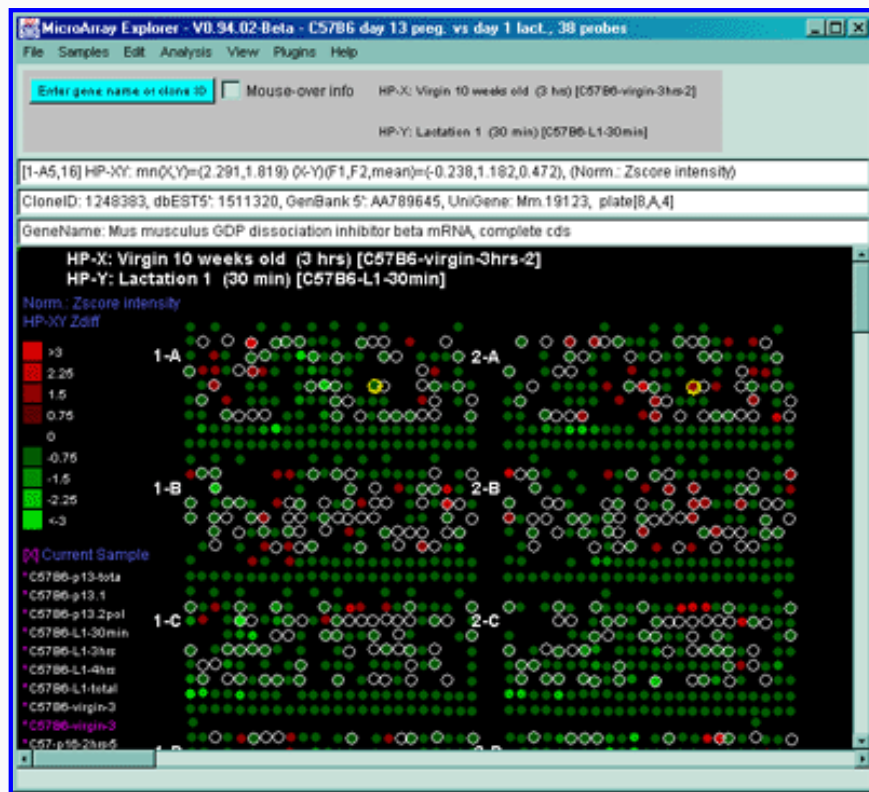 MicroArray Explorer - V0.94.02-Beta - C57B6 day 13 preg. vs day 1 lact., 38 probes
File Samples Edit Analysis View Plugins Help
Enter gene name or clone ID Mouse-over info HP-X: Virgin 10 weeks old (3 hrs) [C57B6-virgin-3hrs-2]
HP-Y: Lactation 1 (30 min) [C57B6-L1-30min]
[1-A5,16] HP-XY: mn(X,Y)=(2.291,1.819) (X-Y)(F1,F2,mean)=(-0.238,1.182,0.472), (Norm.: Zscore intensity)
CloneID: 1248383, dbEST5': 1511320, GenBank 5': AA789645, UniGene: Mm.19123, plate[8,A,4]
GeneName: Mus musculus GDP dissociation inhibitor beta mRNA, complete cds
HP-X: Virgin 10 weeks old (3 hrs) [C57B6-virgin-3hrs-2]
HP-Y: Lactation 1 (30 min) [C57B6-L1-30min]
Norm.: Zscore intensity
HP-XY Zdiff
>3
2.25
1.5
0.75
0
-0.75
-1.5
-2.25
<-3
1-A 2-A
1-B 2-B
1-C 2-C
[X] Current Sample
*C57B6-p13-tota
*C57B6-p13.1
*C57B6-p13.2pol
*C57B6-L1-30min
*C57B6-L1-3hrs
*C57B6-L1-4hrs
*C57B6-L1-total
*C57B6-virgin-3
*C57B6-virgin-3